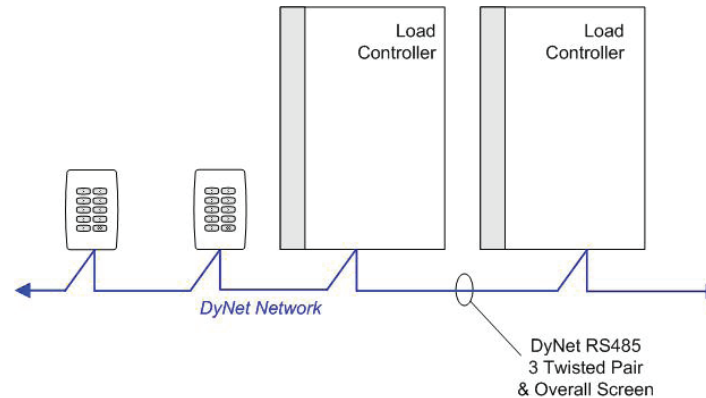 Load
Controller
Load
Controller
DyNet Network
DyNet RS485
3 Twisted Pair
& Overall Screen